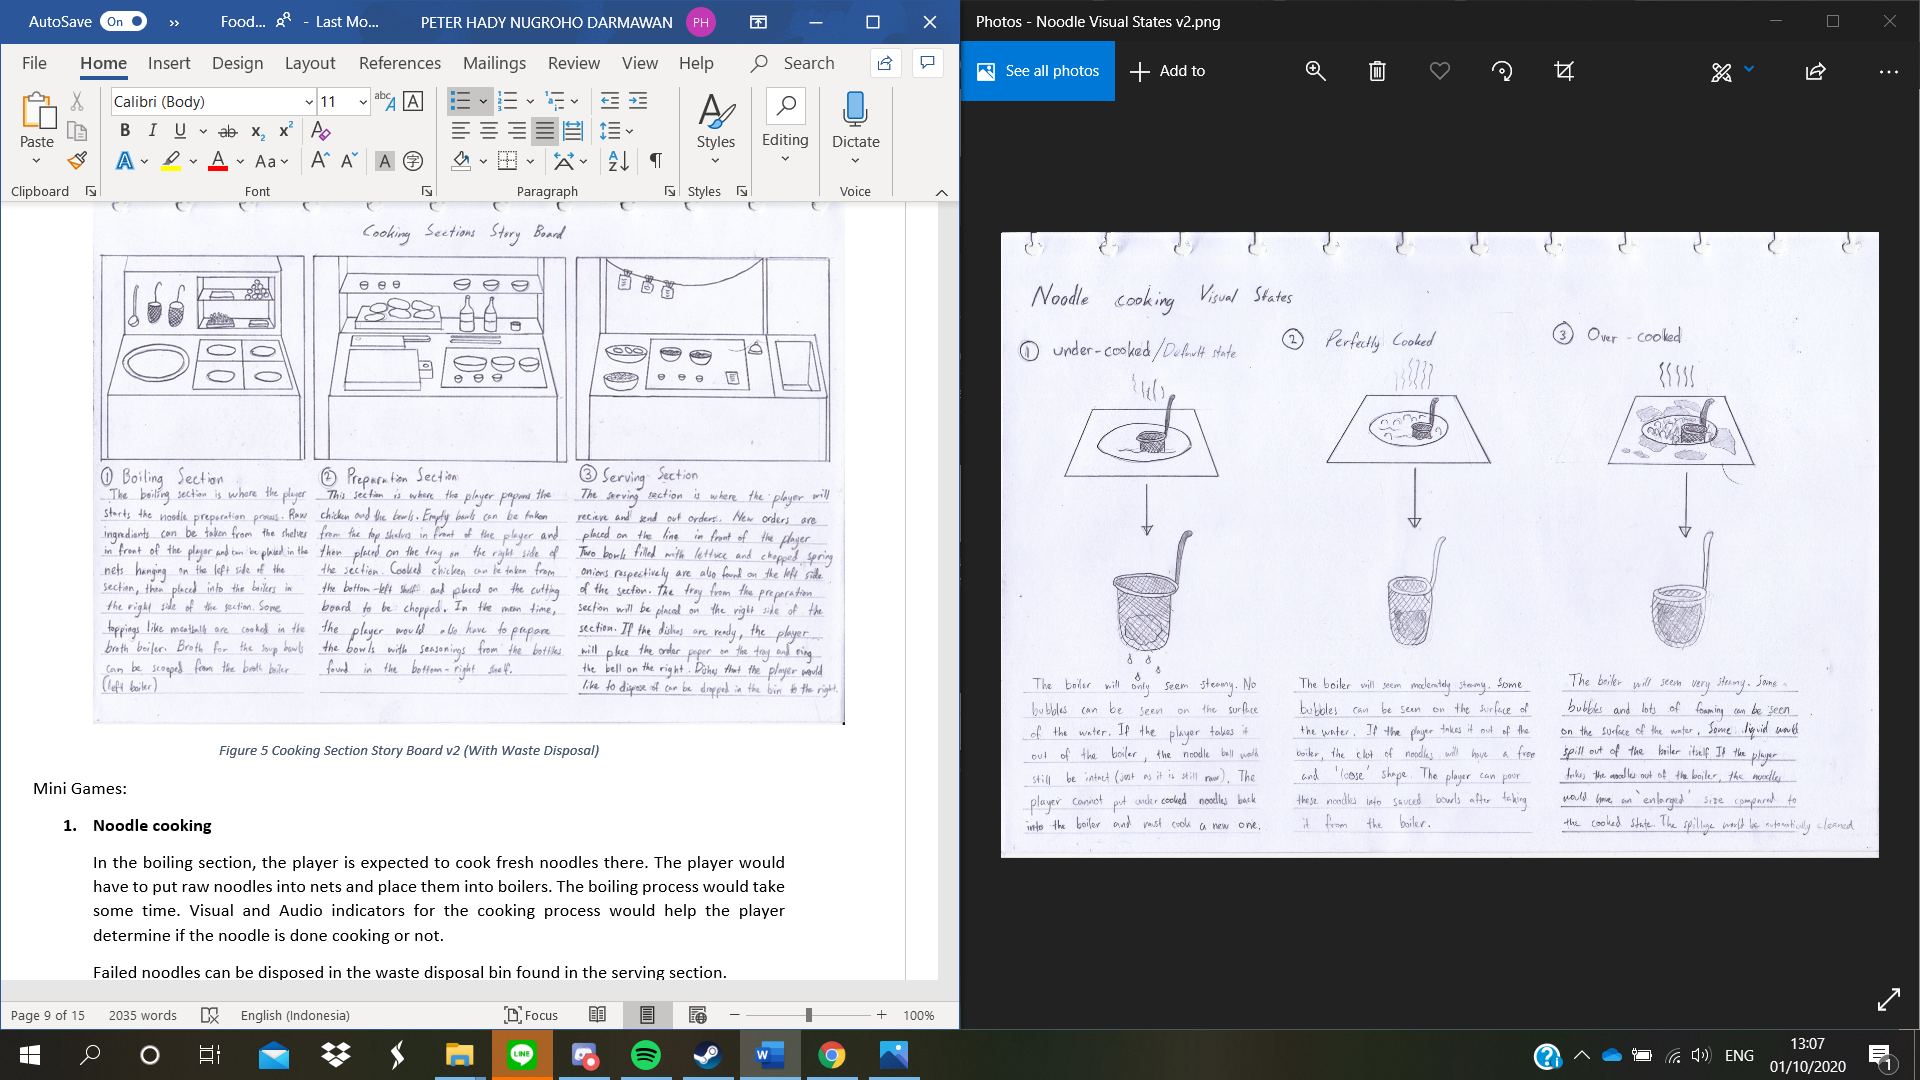 AutoSave
On
Food...
- Last Mo...
PETER HADY NUGROHO DARMAWAN
PH
File
Home
Insert
Design
Layout
References
Mailings
Review
View
Help
Search
Paste
Calibri (Body)
11
Styles
Editing
Dictate
Clipboard
Font
Paragraph
Styles
Voice
Cooking Sections Story Board
1 Boiling Section
The boiling section is where the player
starts the noodle preparation process. Raw
ingredients can be taken from the shelves
in front of the player and can be placed in the
nets hanging on the left side of the
section, then placed into the boilers in
the right side of the section. Some
toppings like meatballs are cooked in the
broth boiler. Broth for the soup bowls
can be scooped from the broth boiler
(left boiler)
2 Preparation Section
This section is where the player prepares the
chicken and the bowls. Empty bowls can be taken
from the top shelves in front of the player and
then placed on the tray on the right side of
the section. Cooked chicken can be taken from
the bottom-left shelf and placed on the cutting
board to be chopped. In the mean time,
the player would also have to prepare
the bowls with seasonings from the bottles
found in the bottom-right shelf.
3 Serving Section
The serving section is where the player will
recieve and send out orders. New orders are
placed on the line in front of the player
Two bowls filled with lettuce and chopped spring
onions respectively are also found on the left side
of the section. The tray from the preparation
section will be placed on the right side of the
section. If the dishes are ready, the player
will place the order paper on the tray and ring
the bell on the right. Dishes that the player would
like to dispose of can be dropped in the bin to the right.
Figure 5 Cooking Section Story Board v2 (With Waste Disposal)
Mini Games:
1. Noodle cooking
In the boiling section, the player is expected to cook fresh noodles there. The player would
have to put raw noodles into nets and place them into boilers. The boiling process would take
some time. Visual and Audio indicators for the cooking process would help the player
determine if the noodle is done cooking or not.
Failed noodles can be disposed in the waste disposal bin found in the serving section.
Page 9 of 15
2035 words
English (Indonesia)
Focus
100%
Photos - Noodle Visual States v2.png
See all photos
Add to
Noodle cooking Visual States
1 under-cooked/Default state
2 Perfectly Cooked
3 Over-cooked
The boiler will only seem steamy. No
bubbles can be seen on the surface
of the water. If the player takes it
out of the boiler, the noodle ball would
still be intact (just as it is still raw). The
player cannot put undercooked noodles back
into the boiler and must cook a new one.
The boiler will seem moderately steamy. Some
bubbles can be seen on the surface of
the water. If the player takes it out of the
boiler, the clot of noodles will have a free
and 'loose' shape. The player can pour
these noodles into sauced bowls after taking
it from the boiler.
The boiler will seem very steamy. Some
bubbles and lots of foaming can be seen
on the surface of the water. Some liquid would
spill out of the boiler itself If the player
takes the noodles out of the boiler, the noodles
would have an 'enlarged' size compared to
the cooked state. The spillage would be automatically cleaned
LINE
ENG
13:07
01/10/2020
1